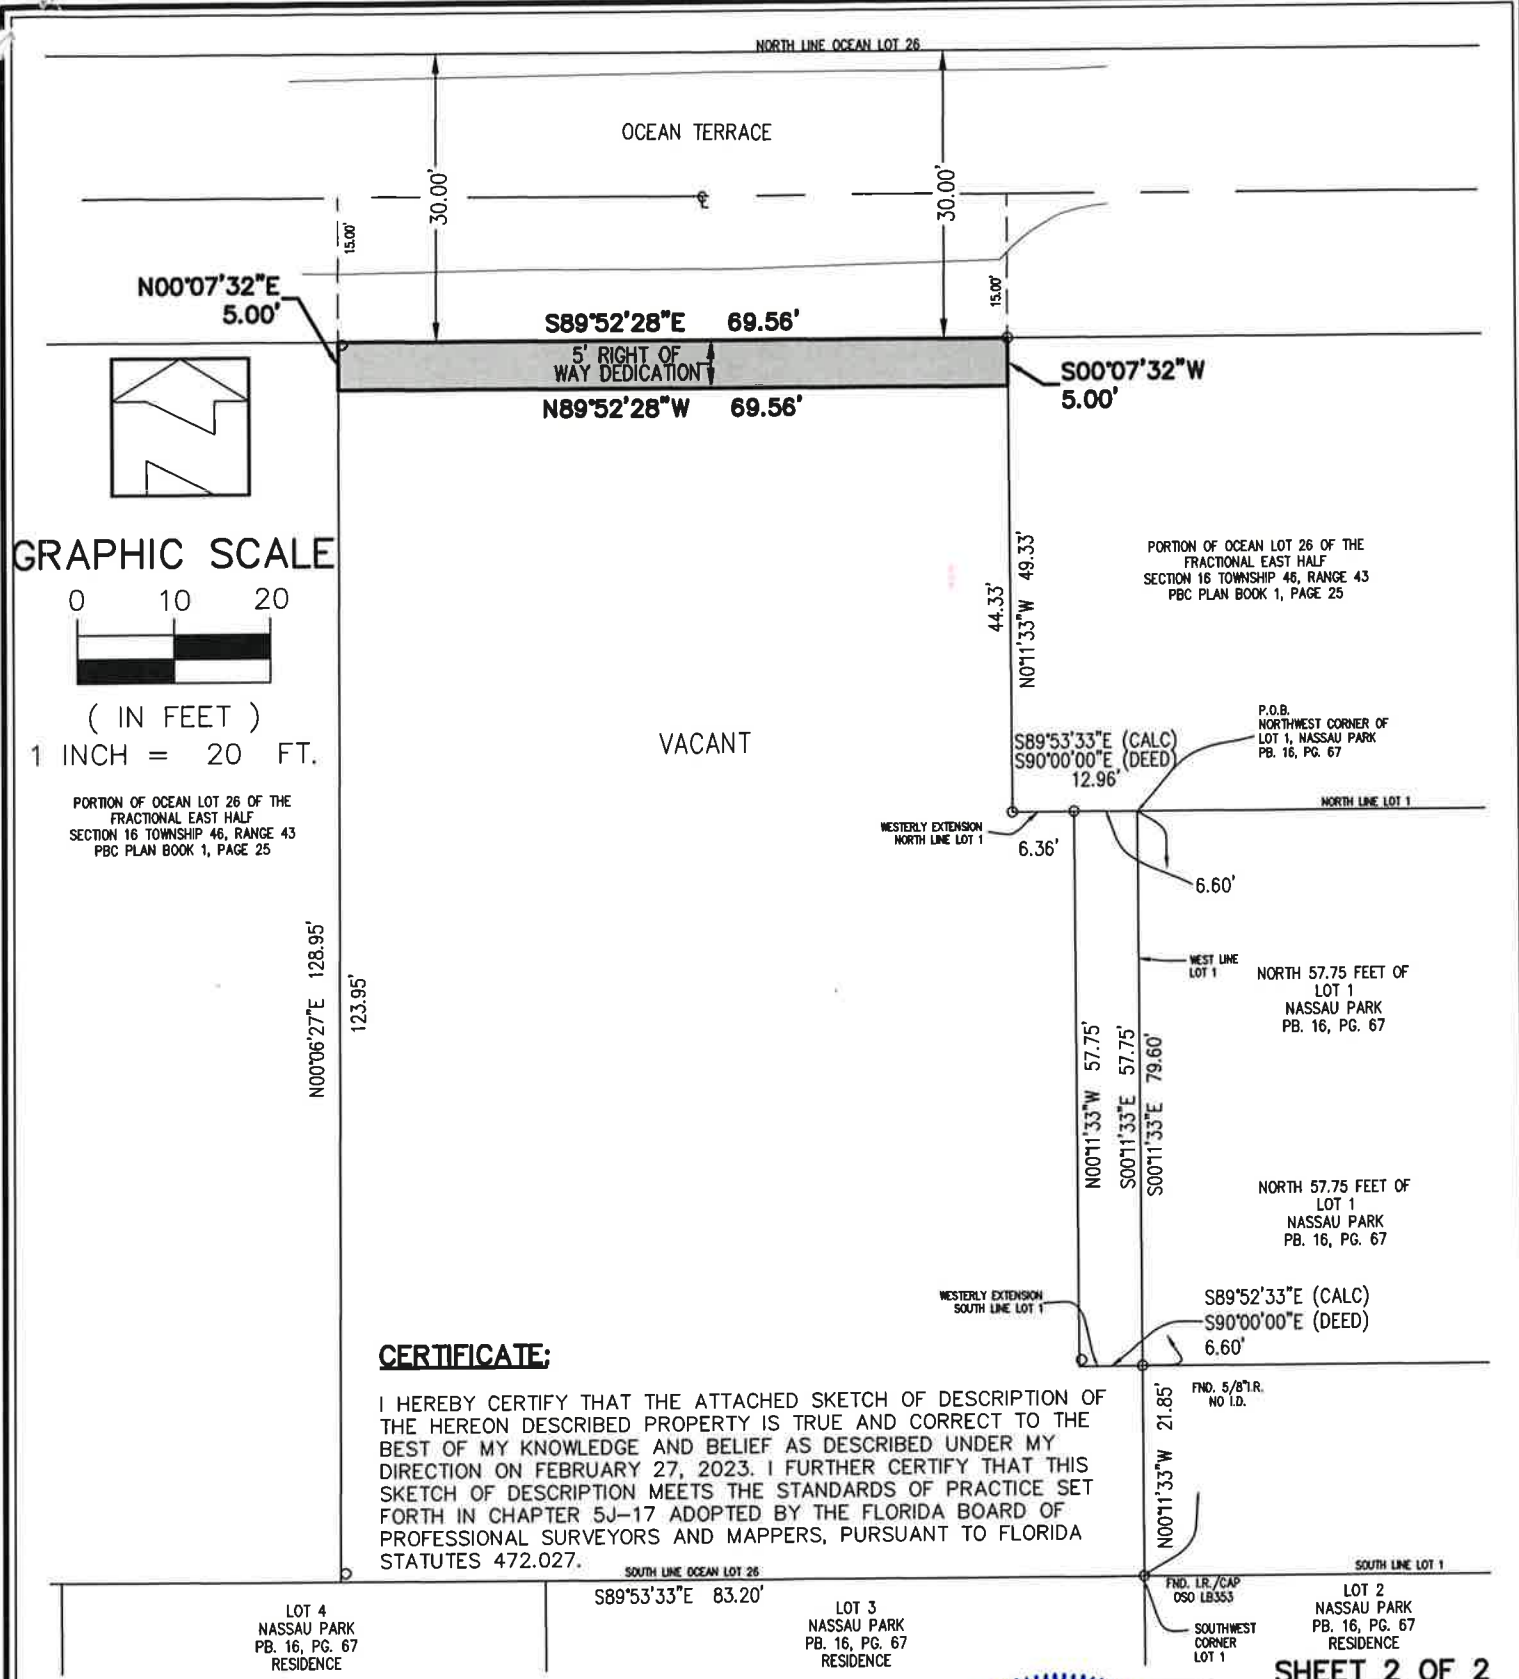 NORTH LINE OCEAN LOT 26
OCEAN TERRACE
30.00'
30.00'
15.00'
15.00'
N00°07'32"E
5.00'
S89°52'28"E 69.56'
5' RIGHT OF
WAY DEDICATION
N89°52'28"W 69.56'
S00°07'32"W
5.00'
GRAPHIC SCALE
0 10 20
( IN FEET )
1 INCH = 20 FT.
PORTION OF OCEAN LOT 26 OF THE
FRACTIONAL EAST HALF
SECTION 16 TOWNSHIP 46, RANGE 43
PBC PLAN BOOK 1, PAGE 25
PORTION OF OCEAN LOT 26 OF THE
FRACTIONAL EAST HALF
SECTION 16 TOWNSHIP 46, RANGE 43
PBC PLAN BOOK 1, PAGE 25
44.33'
N0°11'33"W 49.33'
VACANT
S89°53'33"E (CALC)
S90°00'00"E (DEED)
12.96'
P.O.B.
NORTHWEST CORNER OF
LOT 1, NASSAU PARK
PB. 16, PG. 67
NORTH LINE LOT 1
WESTERLY EXTENSION
NORTH LINE LOT 1
6.36'
6.60'
WEST LINE
LOT 1
NORTH 57.75 FEET OF
LOT 1
NASSAU PARK
PB. 16, PG. 67
N00°06'27"E 128.95'
123.95'
N00°11'33"W 57.75'
S00°11'33"E 57.75'
S00°11'33"E 79.60'
NORTH 57.75 FEET OF
LOT 1
NASSAU PARK
PB. 16, PG. 67
WESTERLY EXTENSION
SOUTH LINE LOT 1
S89°52'33"E (CALC)
S90°00'00"E (DEED)
6.60'
FND. 5/8"I.R.
NO I.D.
N00°11'33"W 21.85'
CERTIFICATE:
I HEREBY CERTIFY THAT THE ATTACHED SKETCH OF DESCRIPTION OF
THE HEREON DESCRIBED PROPERTY IS TRUE AND CORRECT TO THE
BEST OF MY KNOWLEDGE AND BELIEF AS DESCRIBED UNDER MY
DIRECTION ON FEBRUARY 27, 2023. I FURTHER CERTIFY THAT THIS
SKETCH OF DESCRIPTION MEETS THE STANDARDS OF PRACTICE SET
FORTH IN CHAPTER 5J-17 ADOPTED BY THE FLORIDA BOARD OF
PROFESSIONAL SURVEYORS AND MAPPERS, PURSUANT TO FLORIDA
STATUTES 472.027.
SOUTH LINE OCEAN LOT 26
S89°53'33"E 83.20'
SOUTH LINE LOT 1
FND. I.R./CAP
OSO LB353
SOUTHWEST
CORNER
LOT 1
LOT 4
NASSAU PARK
PB. 16, PG. 67
RESIDENCE
LOT 3
NASSAU PARK
PB. 16, PG. 67
RESIDENCE
LOT 2
NASSAU PARK
PB. 16, PG. 67
RESIDENCE
SHEET 2 OF 2